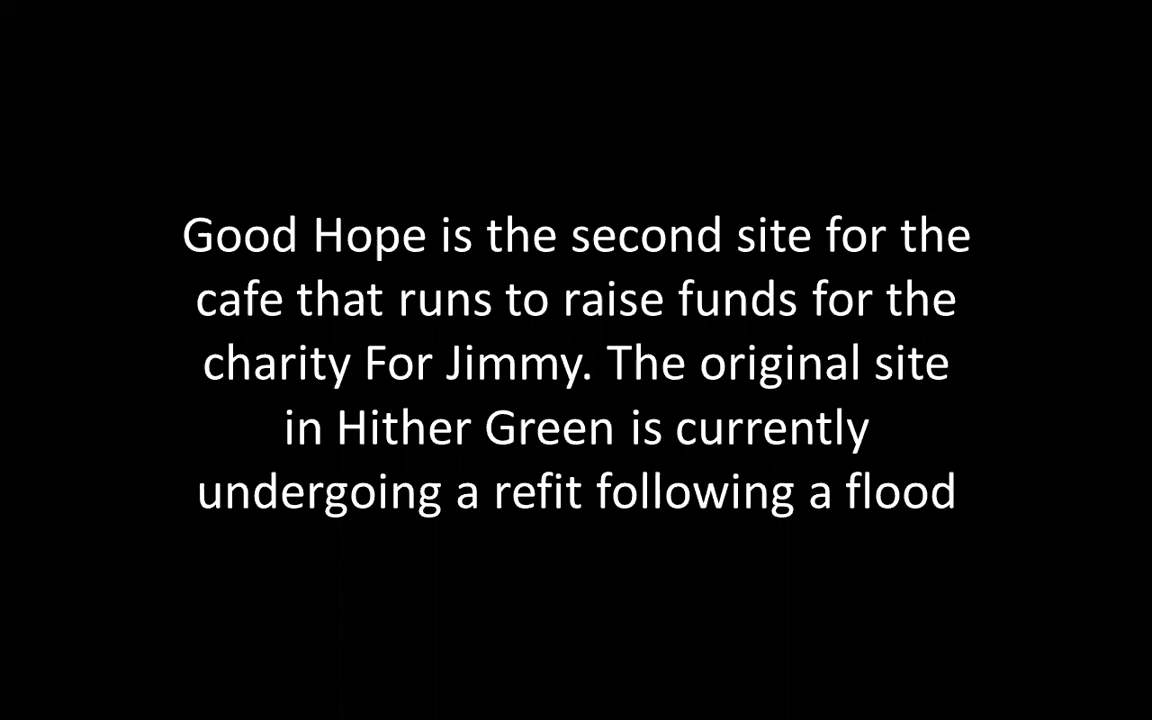 Good Hope is the second site for the
cafe that runs to raise funds for the
charity For Jimmy. The original site
in Hither Green is currently
undergoing a refit following a flood